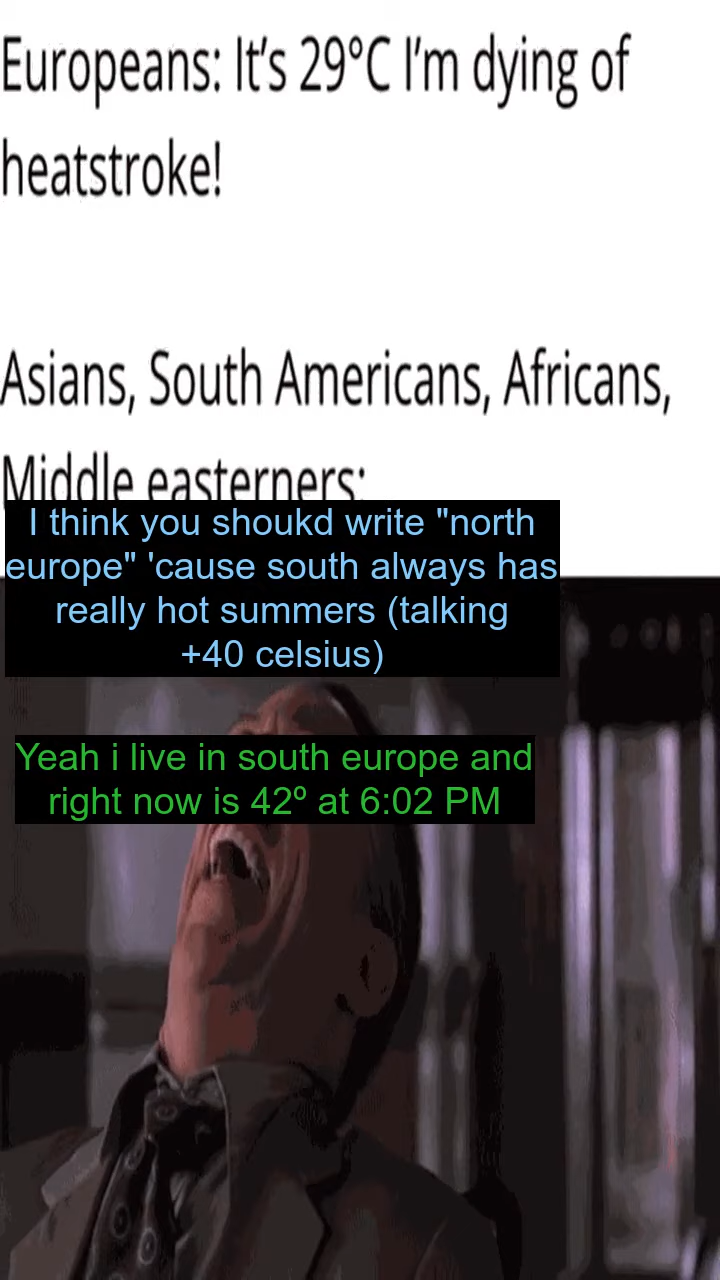 Europeans: It's 29°C I'm dying of
heatstroke!
Asians, South Americans, Africans,
Middle easterners:
I think you shoukd write "north
europe" 'cause south always has
really hot summers (talking
+40 celsius)
Yeah i live in south europe and
right now is 42º at 6:02 PM